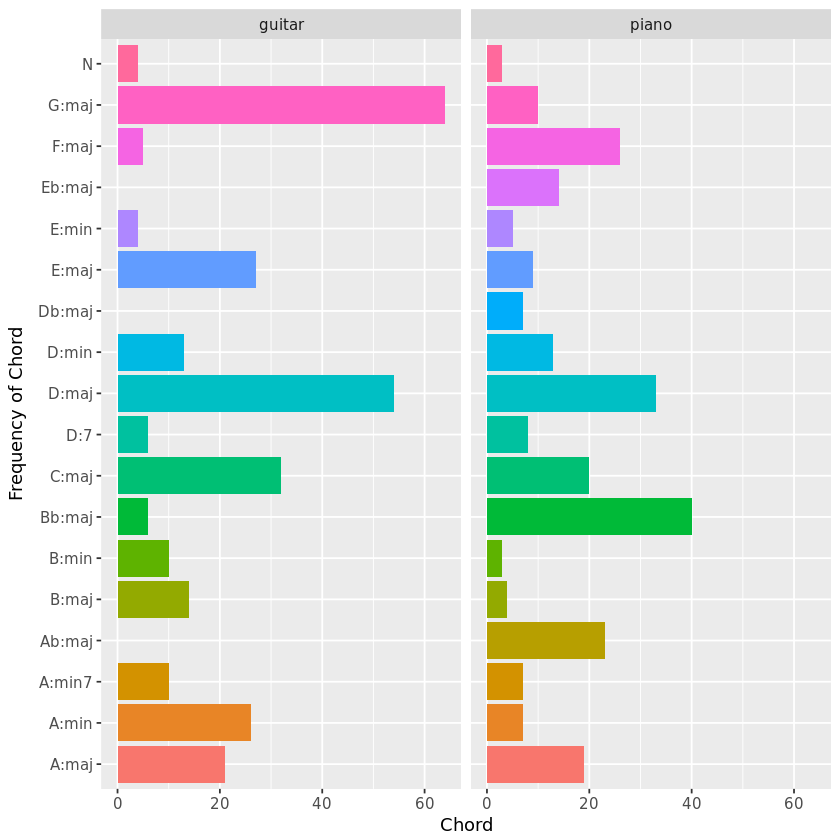 guitar
piano
N
G:maj
F:maj
Eb:maj
E:min
E:maj
Db:maj
D:min
D:maj
D:7
C:maj
Bb:maj
B:min
B:maj
Ab:maj
A:min7
A:min
A:maj
Frequency of Chord
0 20 40 60 0 20 40 60
Chord